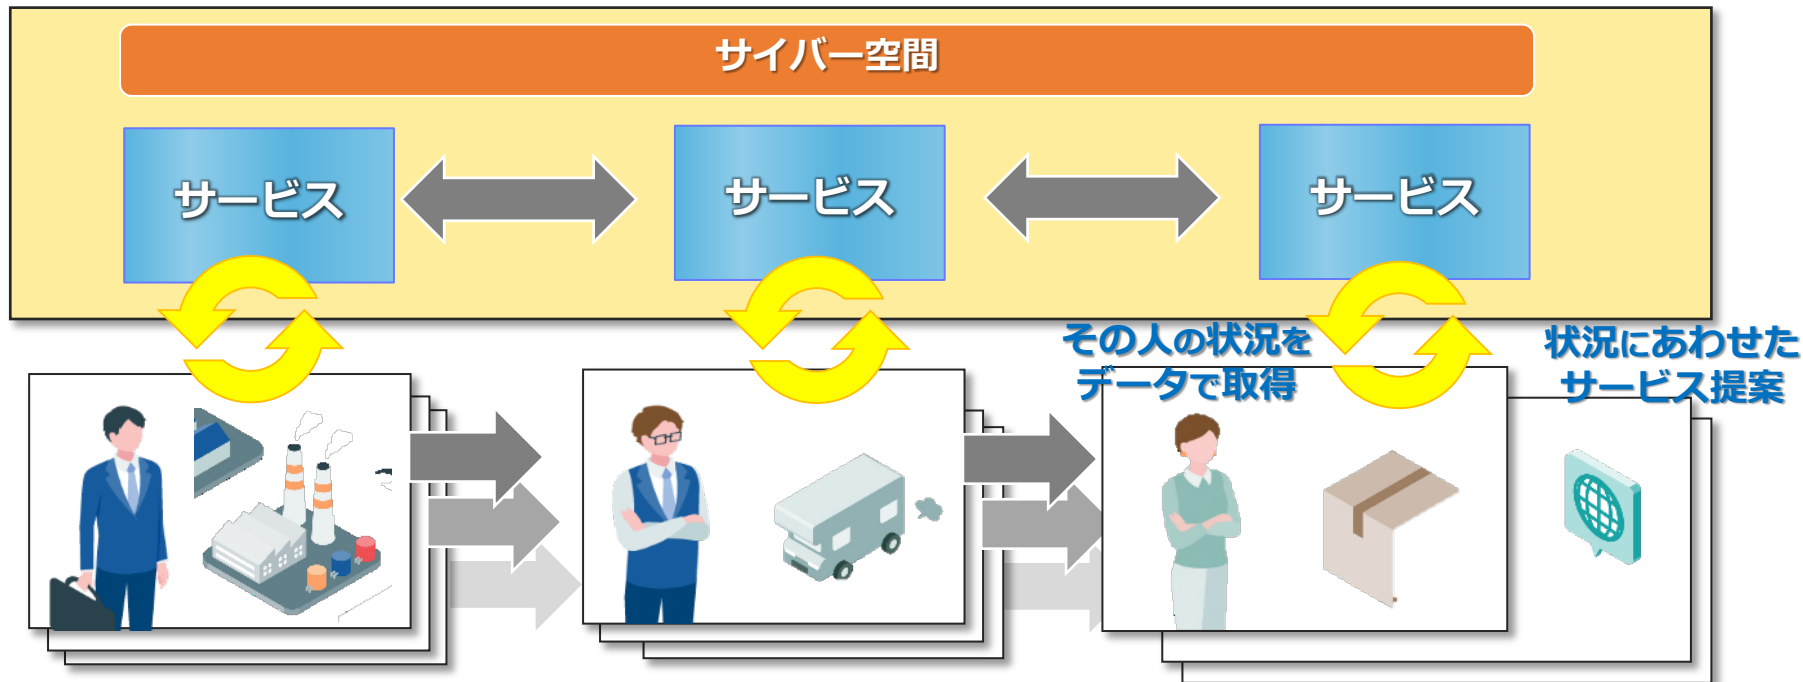 サイバー空間
サービス
サービス
サービス
その人の状況を
データで取得
状況にあわせた
サービス提案